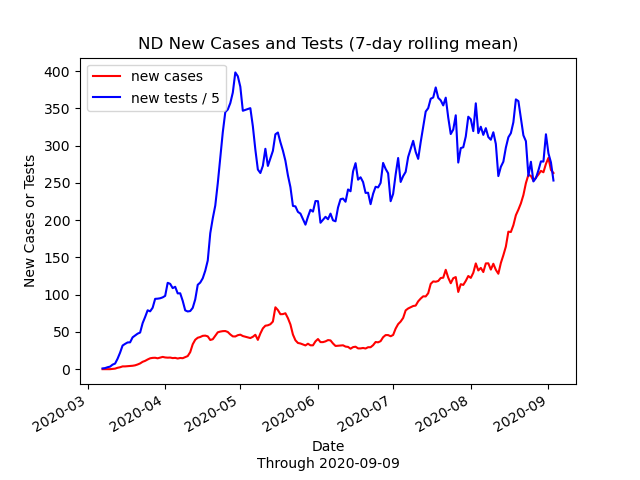 ND New Cases and Tests (7-day rolling mean)
new cases
new tests / 5
400
350
300
250
200
150
100
50
0
New Cases or Tests
2020-03
2020-04
2020-05
2020-06
2020-07
2020-08
2020-09
Date
Through 2020-09-09